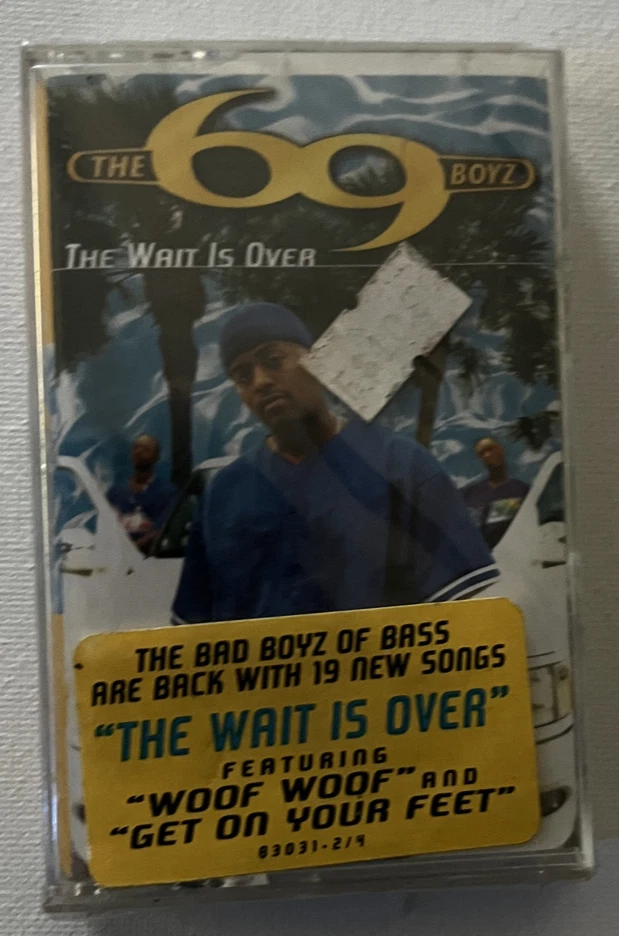 THE 69 BOYZ
THE WAIT IS OVER
THE BAD BOYZ OF BASS
ARE BACK WITH 19 NEW SONGS
"THE WAIT IS OVER"
FEATURING
"WOOF WOOF" AND
"GET ON YOUR FEET"
83031-2/4